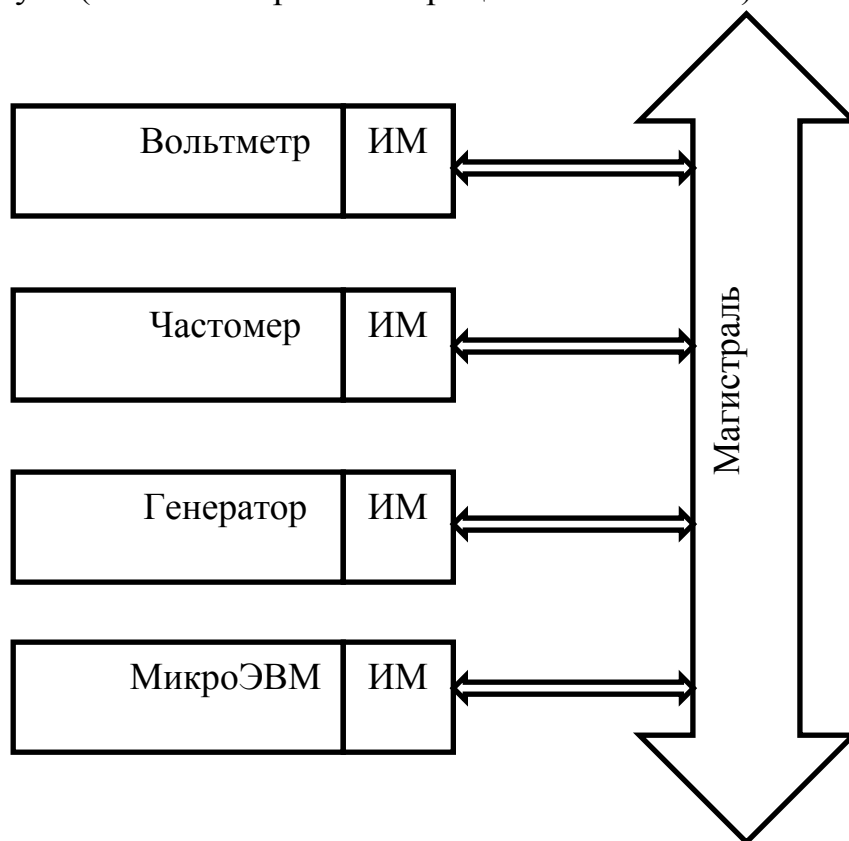 Вольтметр ИМ
Частомер ИМ
Магистраль
Генератор ИМ
МикроЭВМ ИМ